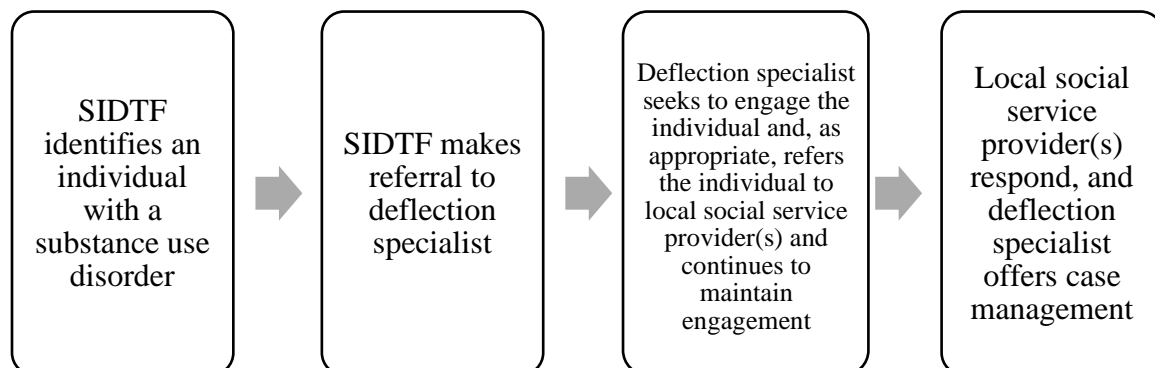 SIDTF
identifies an
individual
with a
substance use
disorder
SIDTF makes
referral to
deflection
specialist
Deflection specialist
seeks to engage the
individual and, as
appropriate, refers
the individual to
local social service
provider(s) and
continues to
maintain
engagement
Local social
service
provider(s)
respond, and
deflection
specialist
offers case
management